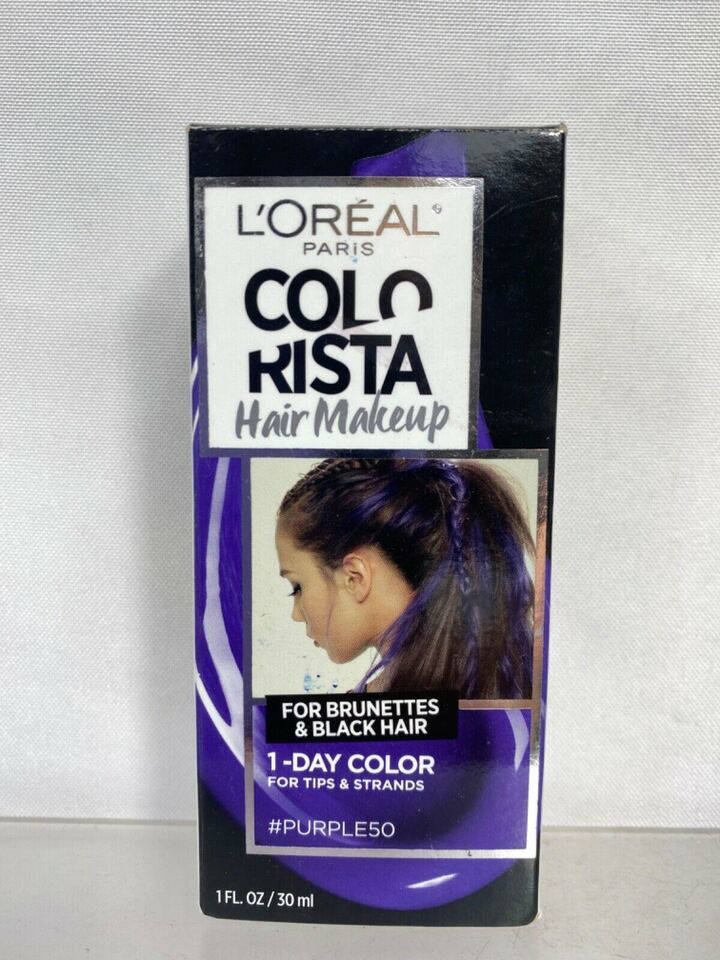 L'ORÉAL®
PARIS
COLO
RISTA
Hair Makeup
FOR BRUNETTES
& BLACK HAIR
1-DAY COLOR
FOR TIPS & STRANDS
#PURPLE50
1 FL. OZ / 30 ml